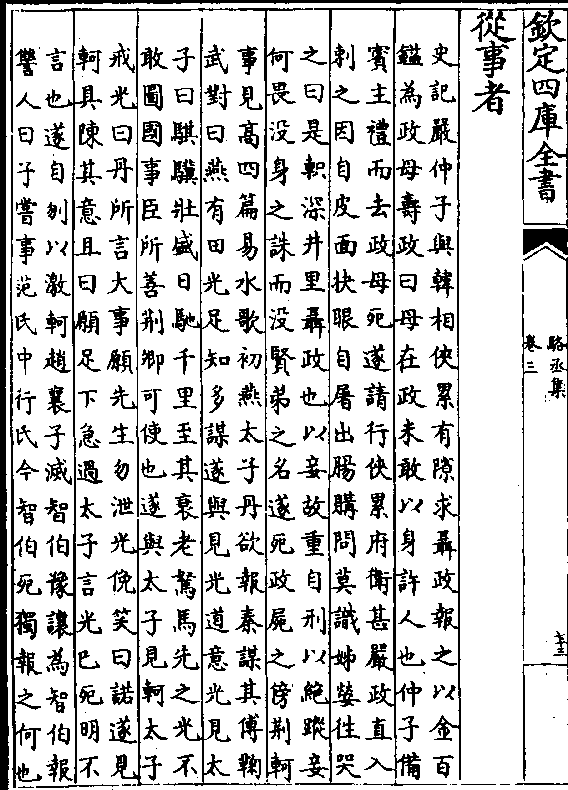 欽定四庫全書
駱丞集
卷三
從事者
史記嚴仲子與韓相俠累有隙求聶政報之以金百
鎰為政母壽政曰母在政未敢以身許人也仲子備
賓主禮而去政母死遂請行俠累府衛甚嚴政直入
刺之因自皮面抉眼自屠出腸購問莫識姊嫈往哭
之曰是軹深井里聶政也以妾故重自刑以絕蹤妾
何畏没身之誅而没賢弟之名遂死政屍之傍荆軻
事見高四篇易水歌初燕太子丹欲報秦謀其傅鞠
武對曰燕有田光足知多謀遂與見光道意光見太
子曰騏驥壯盛日馳千里至其衰老駑馬先之光不
敢圖國事臣所善荆卿可使也遂與太子見軻太子
戒光曰丹所言大事願先生勿泄光俛笑曰諾遂見
軻具陳其意且曰願足下急過太子言光已死明不
言也遂自刎以激軻趙襄子滅智伯豫讓為智伯報
讐人曰子嘗事范氏中行氏今智伯死獨報之何也